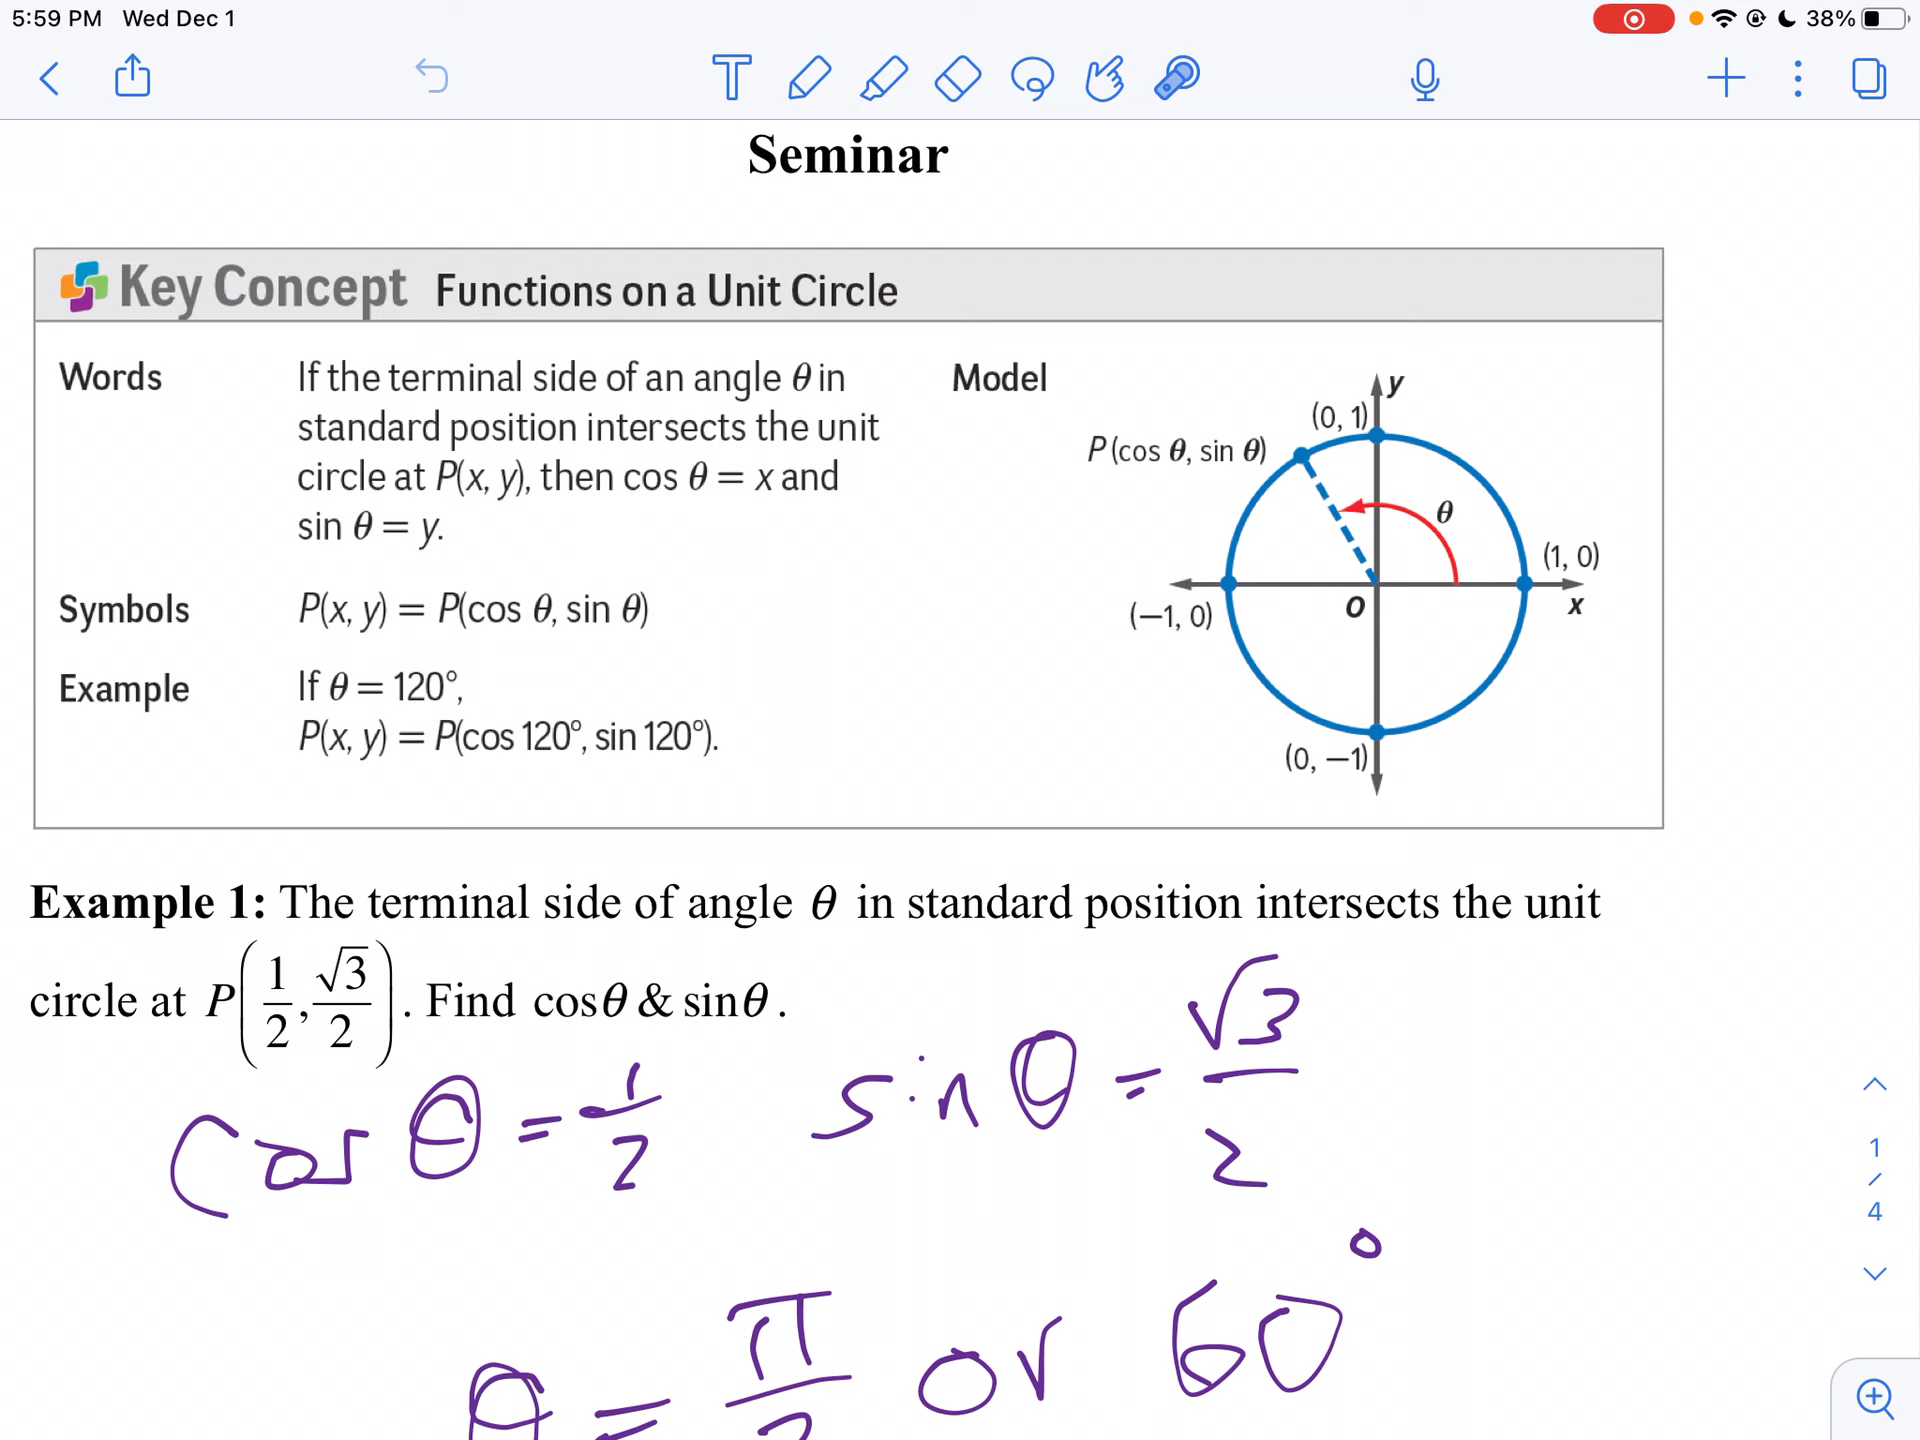 5:59 PM Wed Dec 1 38%
T
Seminar
Key Concept Functions on a Unit Circle
Words If the terminal side of an angle θ in
standard position intersects the unit
circle at P(x, y), then cos θ = x and
sin θ = y.
Symbols P(x, y) = P(cos θ, sin θ)
Example If θ = 120°,
P(x, y) = P(cos 120°, sin 120°).
Model
y
(0, 1)
P(cos θ, sin θ)
θ
(1, 0)
(−1, 0)
O
x
(0, −1)
Example 1: The terminal side of angle θ in standard position intersects the unit
circle at P(1/2, √3/2). Find cosθ & sinθ.
cos θ = 1/2 sin θ = √3/2
θ = π/ or 60°
1
/
4